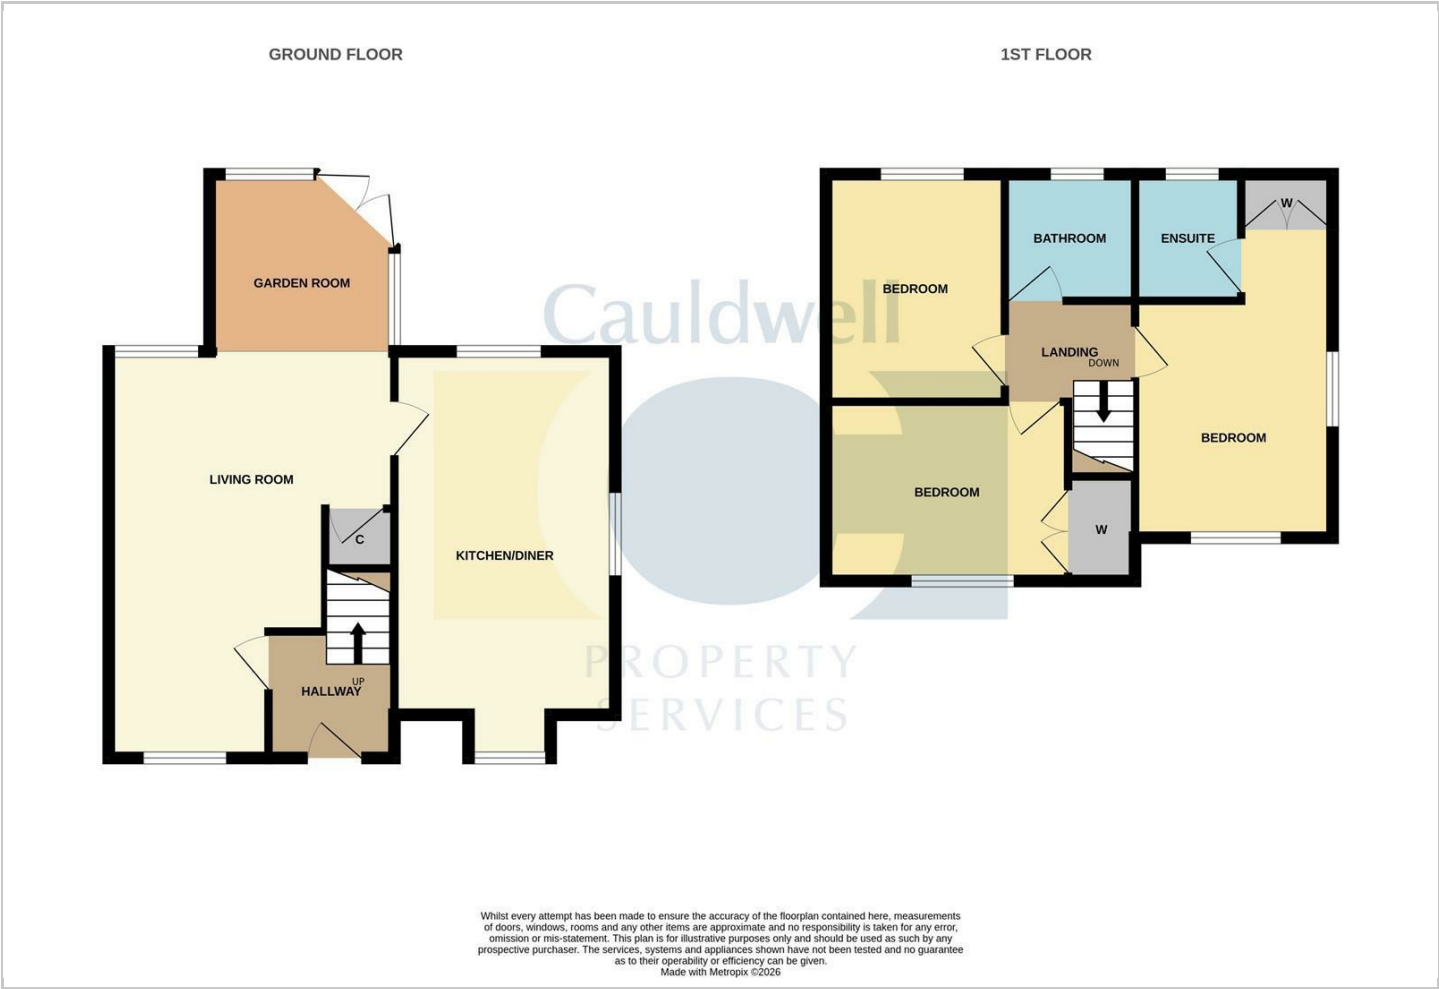 GROUND FLOOR
1ST FLOOR
GARDEN ROOM
LIVING ROOM
C
KITCHEN/DINER
UP
HALLWAY
BEDROOM
BATHROOM
ENSUITE
W
LANDING
DOWN
BEDROOM
BEDROOM
W
Cauldwell
PROPERTY
SERVICES
Whilst every attempt has been made to ensure the accuracy of the floorplan contained here, measurements
of doors, windows, rooms and any other items are approximate and no responsibility is taken for any error,
omission or mis-statement. This plan is for illustrative purposes only and should be used as such by any
prospective purchaser. The services, systems and appliances shown have not been tested and no guarantee
as to their operability or efficiency can be given.
Made with Metropix ©2026